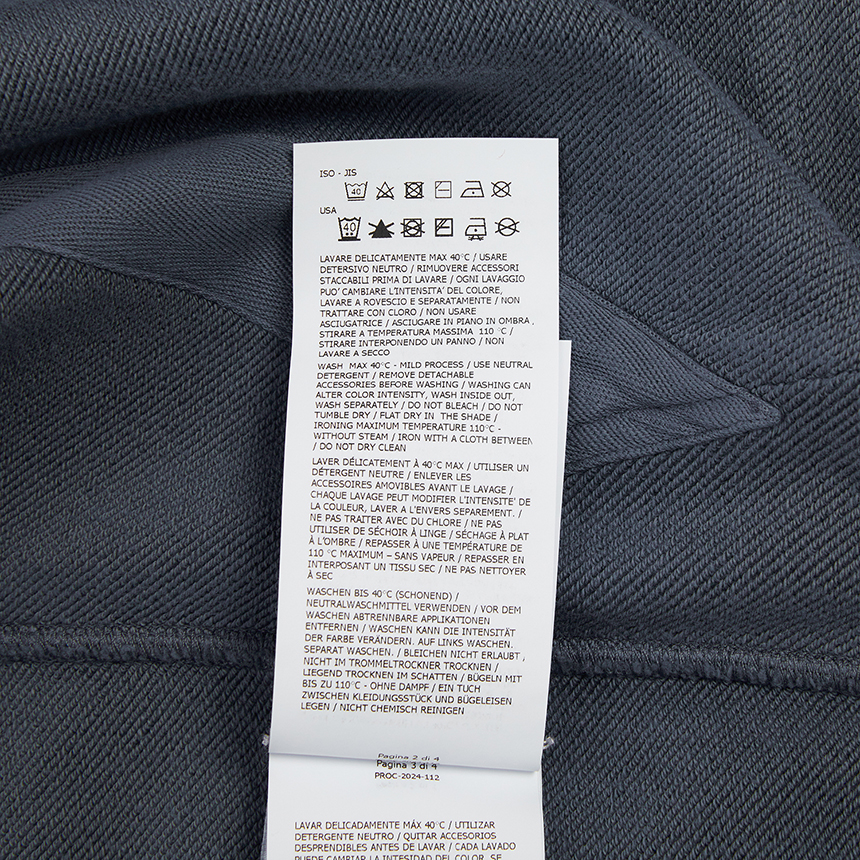 ISO - JIS
40
USA
40
LAVARE DELICATAMENTE MAX 40°C / USARE
DETERSIVO NEUTRO / RIMUOVERE ACCESSORI
STACCABILI PRIMA DI LAVARE / OGNI LAVAGGIO
PUO' CAMBIARE L'INTENSITA' DEL COLORE,
LAVARE A ROVESCIO E SEPARATAMENTE / NON
TRATTARE CON CLORO / NON USARE
ASCIUGATRICE / ASCIUGARE IN PIANO IN OMBRA ,
STIRARE A TEMPERATURA MASSIMA 110 °C /
STIRARE INTERPONENDO UN PANNO / NON
LAVARE A SECCO
WASH MAX 40°C - MILD PROCESS / USE NEUTRAL
DETERGENT / REMOVE DETACHABLE
ACCESSORIES BEFORE WASHING / WASHING CAN
ALTER COLOR INTENSITY, WASH INSIDE OUT,
WASH SEPARATELY / DO NOT BLEACH / DO NOT
TUMBLE DRY / FLAT DRY IN THE SHADE /
IRONING MAXIMUM TEMPERATURE 110°C -
WITHOUT STEAM / IRON WITH A CLOTH BETWEEN
/ DO NOT DRY CLEAN
LAVER DÉLICATEMENT À 40°C MAX / UTILISER UN
DÉTERGENT NEUTRE / ENLEVER LES
ACCESSOIRES AMOVIBLES AVANT LE LAVAGE /
CHAQUE LAVAGE PEUT MODIFIER L'INTENSITE' DE
LA COULEUR, LAVER A L'ENVERS SEPAREMENT. /
NE PAS TRAITER AVEC DU CHLORE / NE PAS
UTILISER DE SÉCHOIR À LINGE / SÉCHAGE À PLAT
À L'OMBRE / REPASSER À UNE TEMPÉRATURE DE
110 °C MAXIMUM – SANS VAPEUR / REPASSER EN
INTERPOSANT UN TISSU SEC / NE PAS NETTOYER
À SEC
WASCHEN BIS 40°C (SCHONEND) /
NEUTRALWASCHMITTEL VERWENDEN / VOR DEM
WASCHEN ABTRENNBARE APPLIKATIONEN
ENTFERNEN / WASCHEN KANN DIE INTENSITÄT
DER FARBE VERÄNDERN. AUF LINKS WASCHEN.
SEPARAT WASCHEN. / BLEICHEN NICHT ERLAUBT ,
NICHT IM TROMMELTROCKNER TROCKNEN /
LIEGEND TROCKNEN IM SCHATTEN / BÜGELN MIT
BIS ZU 110°C - OHNE DAMPF / EIN TUCH
ZWISCHEN KLEIDUNGSSTÜCK UND BÜGELEISEN
LEGEN / NICHT CHEMISCH REINIGEN
Pagina 2 di 4
Pagina 3 di 4
PROC-2024-112
LAVAR DELICADAMENTE MÁX 40°C / UTILIZAR
DETERGENTE NEUTRO / QUITAR ACCESORIOS
DESPRENDIBLES ANTES DE LAVAR / CADA LAVADO
PUEDE CAMBIAR LA INTESIDAD DEL COLOR, SE